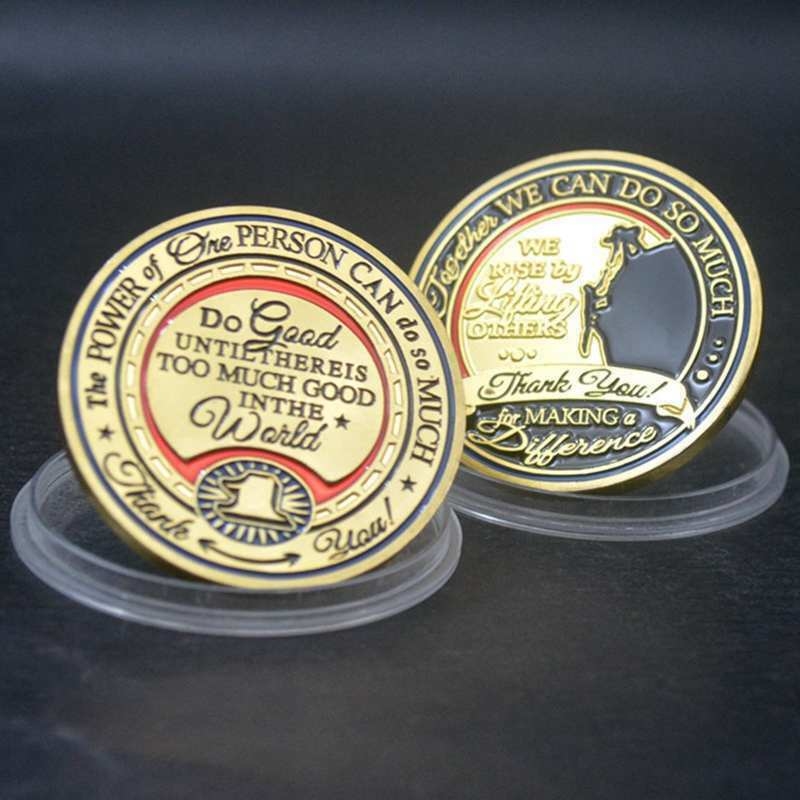 The POWER of One PERSON CAN do so MUCH
Do Good
UNTILTHEREIS
TOO MUCH GOOD
INTHE
World
Thank You!
Together WE CAN DO SO MUCH...
WE
RISE by
Lifting
OTHERS
Thank You!
for MAKING a
Difference